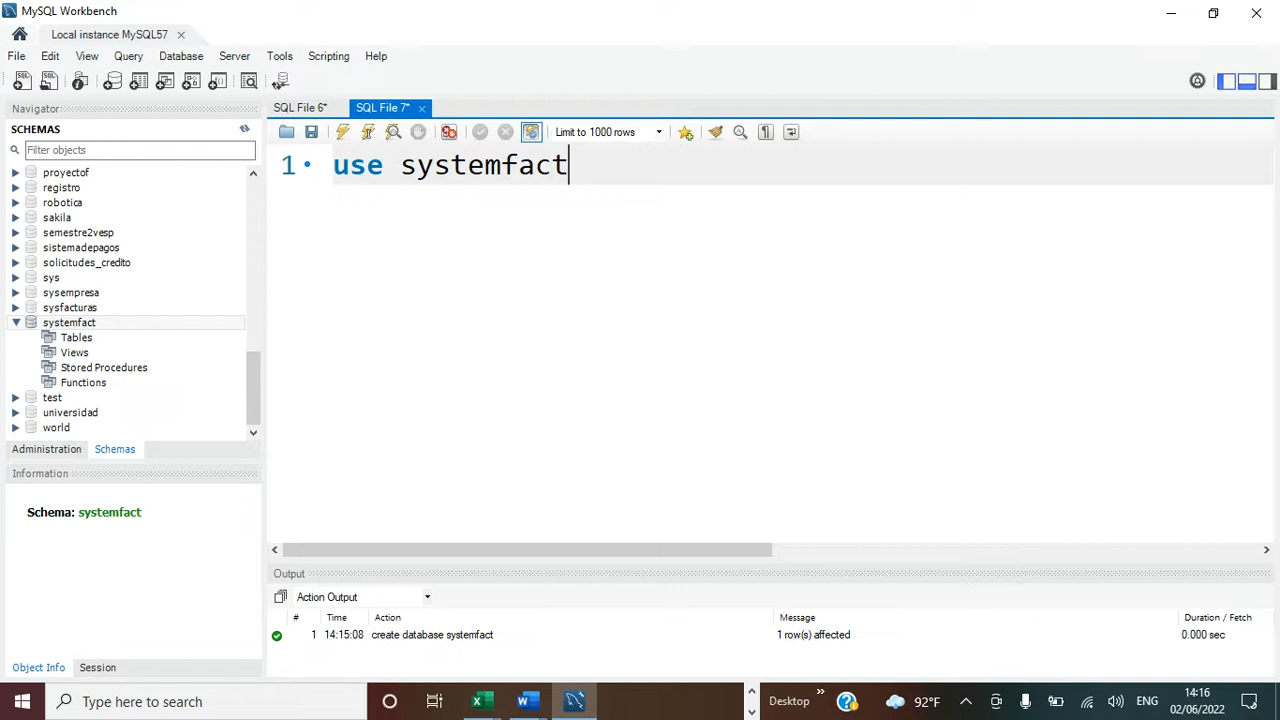 MySQL Workbench
Local instance MySQL57
File Edit View Query Database Server Tools Scripting Help
Navigator
SCHEMAS
Filter objects
proyectof
registro
robotica
sakila
semestre2vesp
sistemadepagos
solicitudes_credito
sys
sysempresa
sysfacturas
systemfact
Tables
Views
Stored Procedures
Functions
test
universidad
world
Administration Schemas
Information
Schema: systemfact
Object Info Session
SQL File 6* SQL File 7*
Limit to 1000 rows
1 use systemfact
Output
Action Output
# Time Action Message Duration / Fetch
1 14:15:08 create database systemfact 1 row(s) affected 0.000 sec
Type here to search
Desktop » 92°F ENG 14:16
02/06/2022